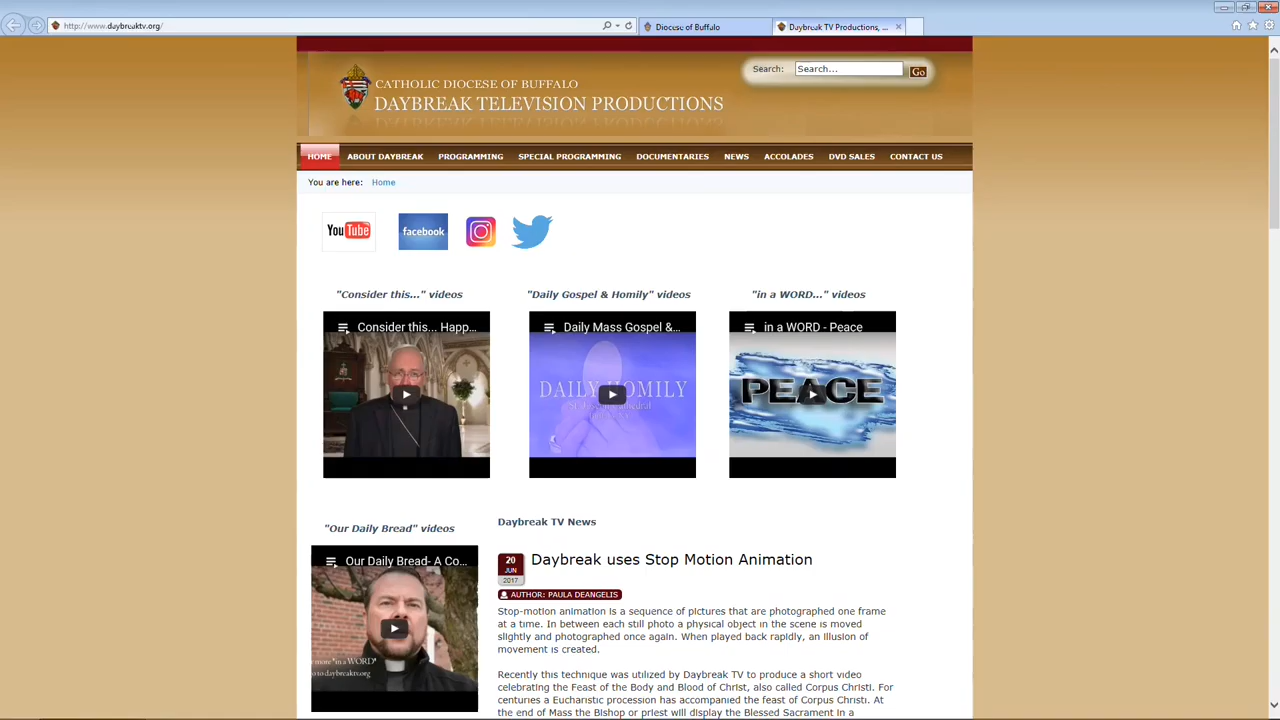 http://www.daybreaktv.org/
Diocese of Buffalo
Daybreak TV Productions, ...
CATHOLIC DIOCESE OF BUFFALO
DAYBREAK TELEVISION PRODUCTIONS
Search:
Search...
Go
HOME
ABOUT DAYBREAK
PROGRAMMING
SPECIAL PROGRAMMING
DOCUMENTARIES
NEWS
ACCOLADES
DVD SALES
CONTACT US
You are here: Home
YouTube
facebook
"Consider this..." videos
"Daily Gospel & Homily" videos
"in a WORD..." videos
Consider this... Happ...
Daily Mass Gospel &...
DAILY HOMILY
in a WORD - Peace
PEACE
"Our Daily Bread" videos
Our Daily Bread- A Co...
more "in a WORD"
o to daybreaktv.org
Daybreak TV News
20
JUN
2017
Daybreak uses Stop Motion Animation
AUTHOR: PAULA DEANGELIS
Stop-motion animation is a sequence of pictures that are photographed one frame
at a time. In between each still photo a physical object in the scene is moved
slightly and photographed once again. When played back rapidly, an illusion of
movement is created.
Recently this technique was utilized by Daybreak TV to produce a short video
celebrating the Feast of the Body and Blood of Christ, also called Corpus Christi. For
centuries a Eucharistic procession has accompanied the feast of Corpus Christi. At
the end of Mass the Bishop or priest will display the Blessed Sacrament in a